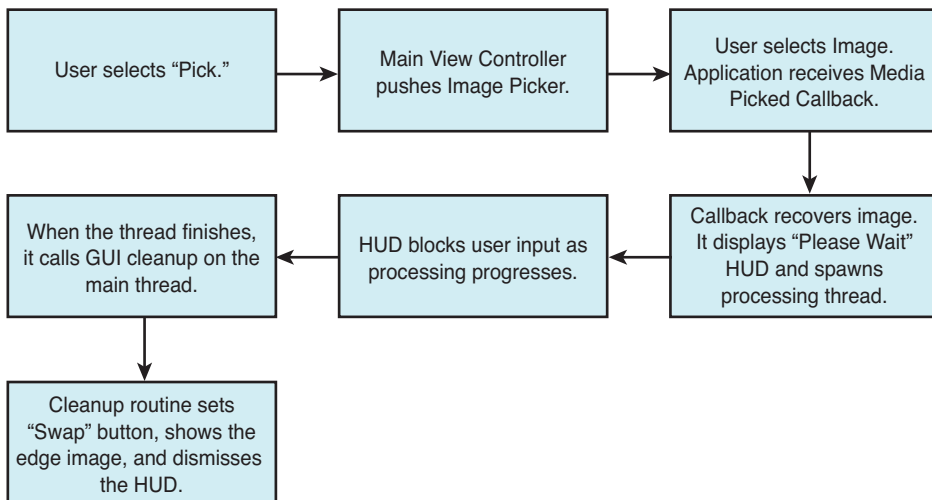 User selects “Pick.”
Main View Controller
pushes Image Picker.
User selects Image.
Application receives Media
Picked Callback.
Callback recovers image.
It displays “Please Wait”
HUD and spawns
processing thread.
HUD blocks user input as
processing progresses.
When the thread finishes,
it calls GUI cleanup on the
main thread.
Cleanup routine sets
“Swap” button, shows the
edge image, and dismisses
the HUD.